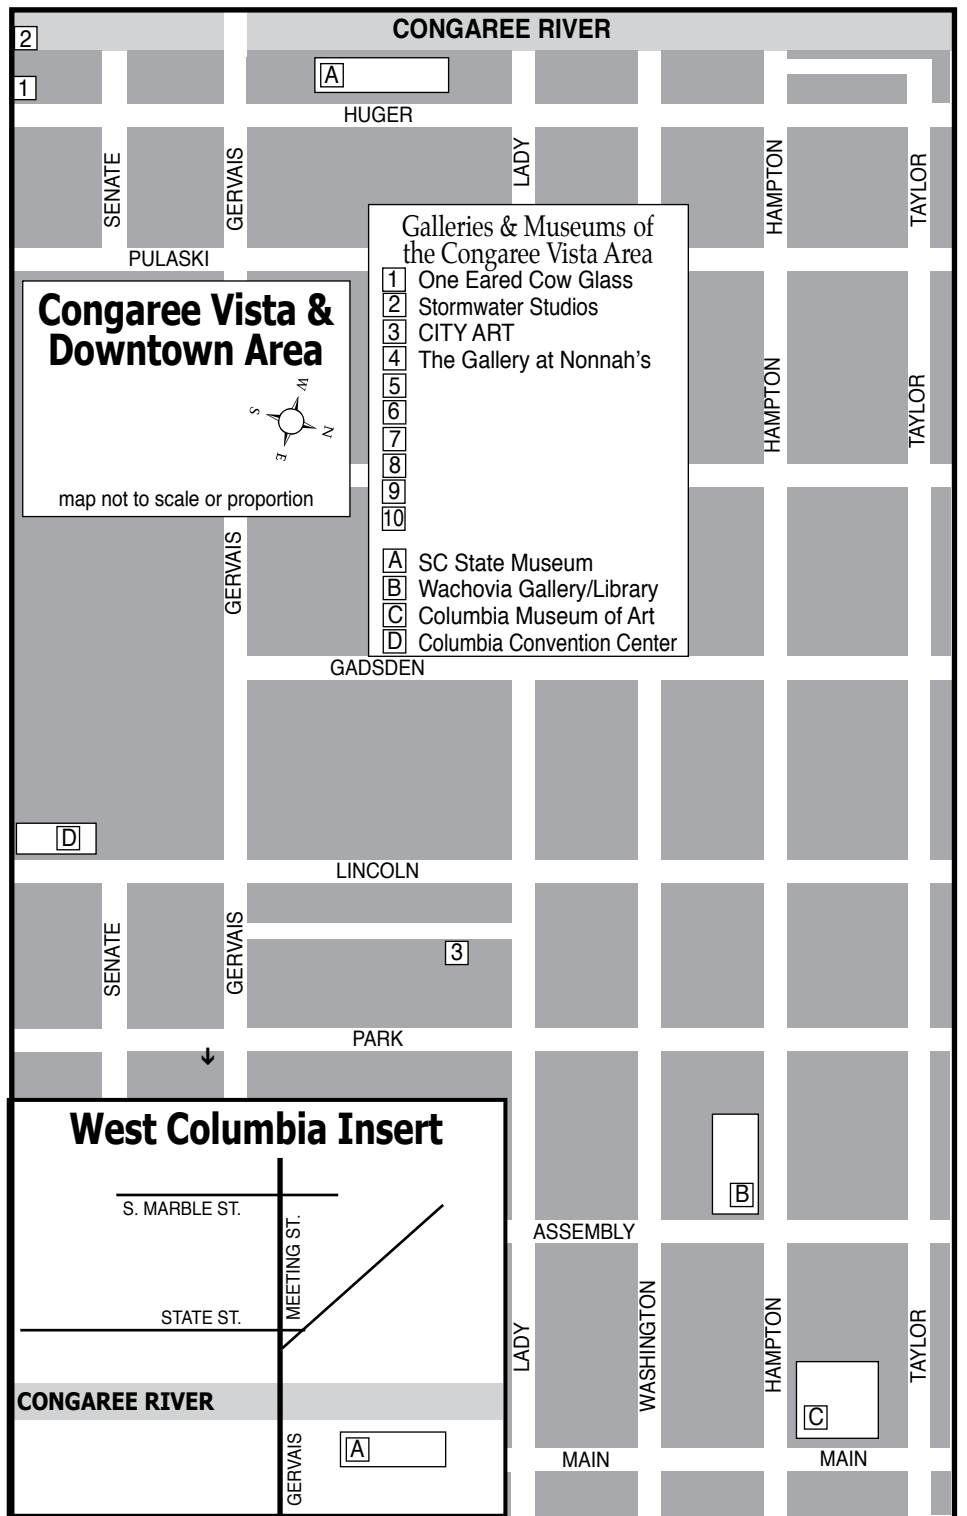 CONGAREE RIVER
2
A
1
HUGER
SENATE
GERVAIS
LADY
HAMPTON
TAYLOR
PULASKI
Galleries & Museums of
the Congaree Vista Area
1 One Eared Cow Glass
2 Stormwater Studios
3 CITY ART
4 The Gallery at Nonnah's
5
6
7
8
9
10
A SC State Museum
B Wachovia Gallery/Library
C Columbia Museum of Art
D Columbia Convention Center
Congaree Vista &
Downtown Area
W
S
N
E
map not to scale or proportion
HAMPTON
TAYLOR
GERVAIS
GADSDEN
D
LINCOLN
SENATE
GERVAIS
3
PARK
West Columbia Insert
S. MARBLE ST.
MEETING ST.
STATE ST.
CONGAREE RIVER
GERVAIS
A
B
ASSEMBLY
LADY
WASHINGTON
HAMPTON
TAYLOR
C
MAIN
MAIN